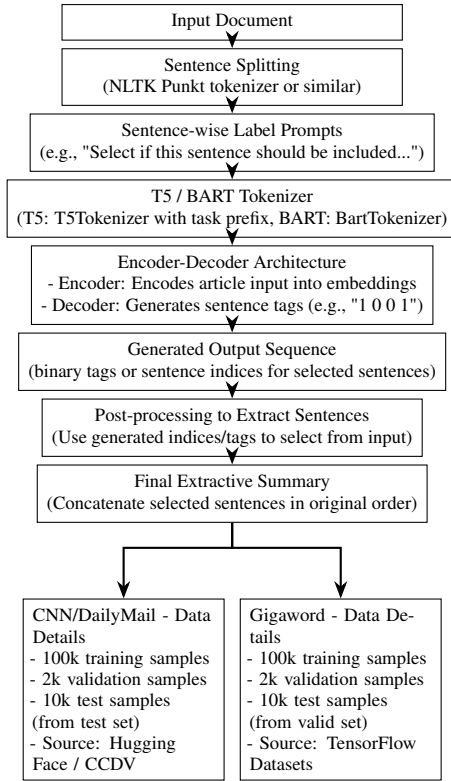 Input Document
Sentence Splitting
(NLTK Punkt tokenizer or similar)
Sentence-wise Label Prompts
(e.g., "Select if this sentence should be included...")
T5 / BART Tokenizer
(T5: T5Tokenizer with task prefix, BART: BartTokenizer)
Encoder-Decoder Architecture
- Encoder: Encodes article input into embeddings
- Decoder: Generates sentence tags (e.g., "1 0 0 1")
Generated Output Sequence
(binary tags or sentence indices for selected sentences)
Post-processing to Extract Sentences
(Use generated indices/tags to select from input)
Final Extractive Summary
(Concatenate selected sentences in original order)
CNN/DailyMail - Data
Details
- 100k training samples
- 2k validation samples
- 10k test samples
(from test set)
- Source: Hugging
Face / CCDV
Gigaword - Data De-
tails
- 100k training samples
- 2k validation samples
- 10k test samples
(from valid set)
- Source: TensorFlow
Datasets